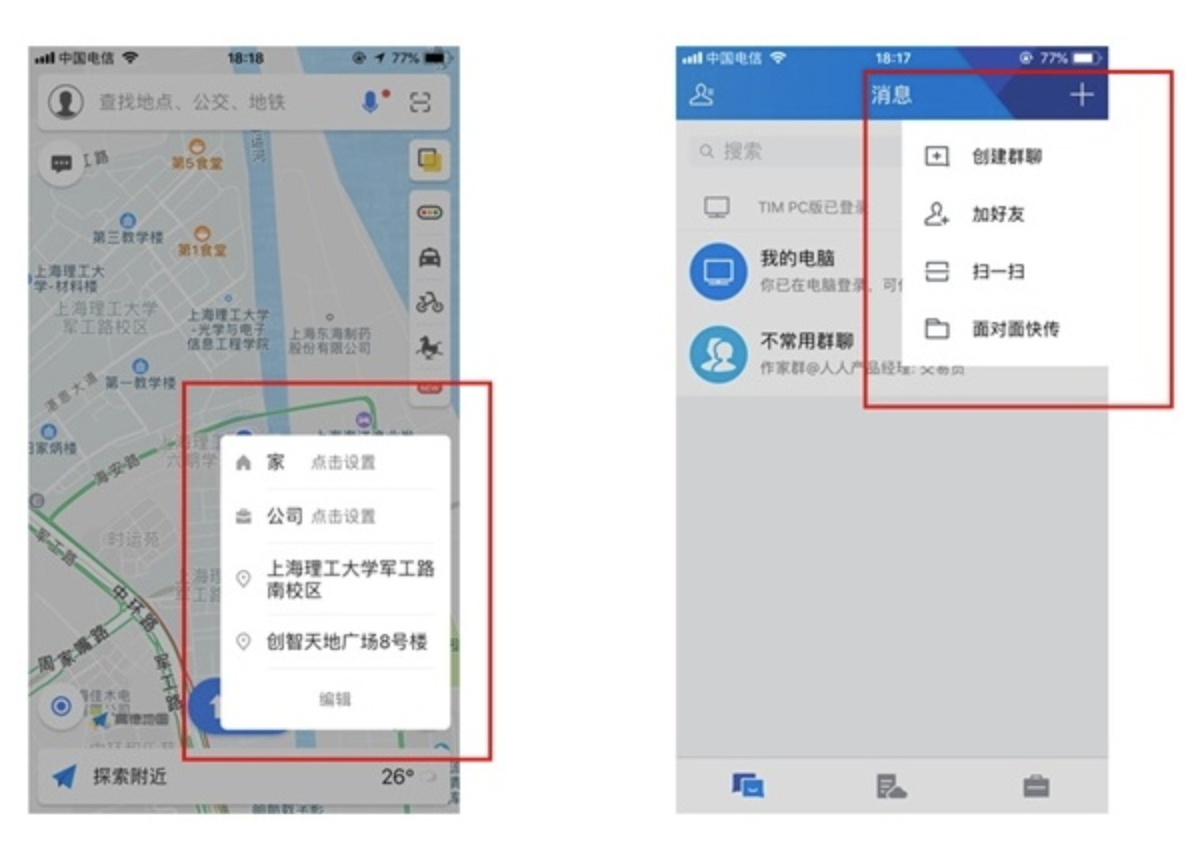 中国电信
18:18
77%
查找地点、公交、地铁
工路
运河
第5食堂
第三教学楼
第1食堂
上海理工大
学-材料楼
上海理工大学
军工路校区
上海理工大学
-光学与电子
信息工程学院
上海东海制药
股份有限公司
第一教学楼
湛恩大道
NEW
海安路
时运苑
军工路
中环路
周家嘴路
军工路
家 点击设置
公司 点击设置
上海理工大学军工路
南校区
创智天地广场8号楼
编辑
高德地图
探索附近
26°
中国电信
18:17
77%
消息
搜索
创建群聊
TIM PC版已登录
加好友
我的电脑
你已在电脑登录,可
扫一扫
不常用群聊
面对面快传
作家群@人人产品经理: 交易员